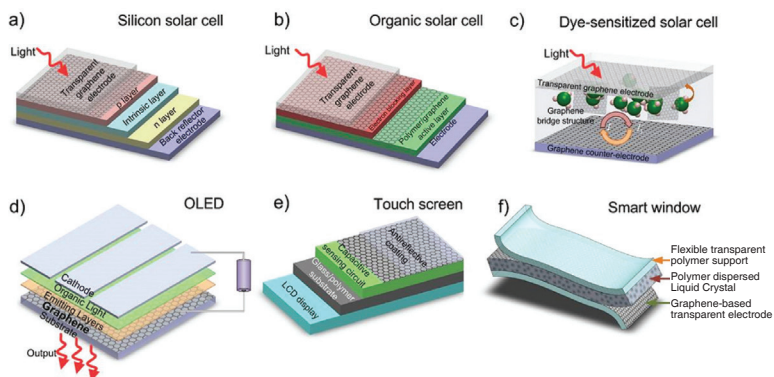 a)
Silicon solar cell
Light
Transparent
graphene
electrode
p layer
Intrinsic layer
n layer
Back reflector
electrode
b)
Organic solar cell
Light
Transparent
graphene
electrode
Electron blocking layer
Polymer/graphene
active layer
Electrode
c)
Dye-sensitized solar cell
Light
Transparent graphene electrode
Graphene
bridge structure
Graphene counter-electrode
d)
OLED
Cathode
Organic Light
Emitting Layers
Graphene
Substrate
Output
e)
Touch screen
Antireflective
coating
Capacitive
sensing circuit
Glass/polymer
substrate
LCD display
f)
Smart window
Flexible transparent
polymer support
Polymer dispersed
Liquid Crystal
Graphene-based
transparent electrode